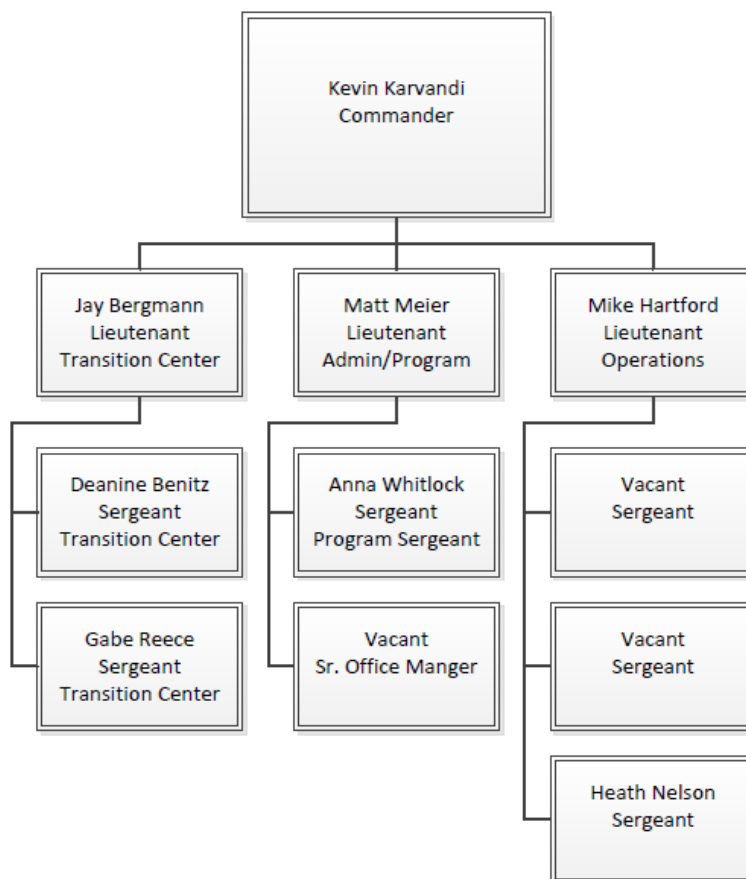 Kevin Karvandi
Commander
Jay Bergmann
Lieutenant
Transition Center
Matt Meier
Lieutenant
Admin/Program
Mike Hartford
Lieutenant
Operations
Deanine Benitz
Sergeant
Transition Center
Anna Whitlock
Sergeant
Program Sergeant
Vacant
Sergeant
Gabe Reece
Sergeant
Transition Center
Vacant
Sr. Office Manger
Vacant
Sergeant
Heath Nelson
Sergeant